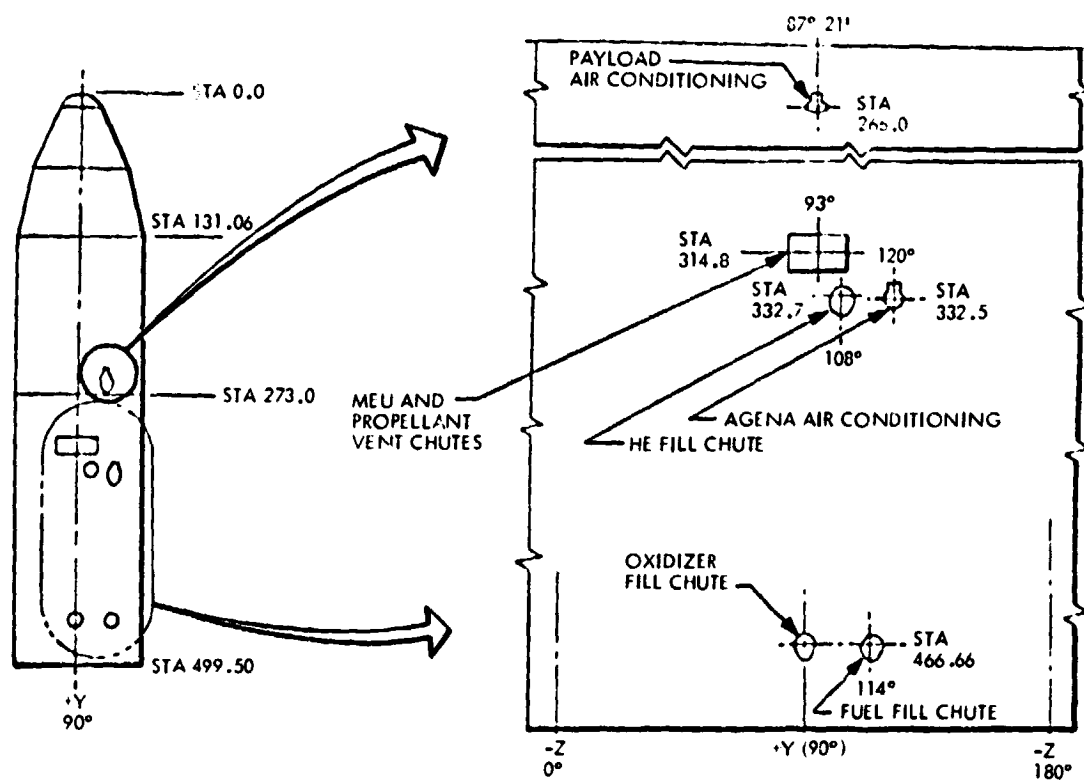 STA 0.0
STA 131.06
STA 273.0
STA 499.50
+Y
90°
87° 21'
PAYLOAD
AIR CONDITIONING
STA
93°
STA
314.8
120°
STA
332.7
STA
332.5
108°
MEU AND
PROPELLANT
VENT CHUTES
AGENA AIR CONDITIONING
HE FILL CHUTE
OXIDIZER
FILL CHUTE
STA
466.66
114°
FUEL FILL CHUTE
-Z
0°
+Y (90°)
-Z
180°